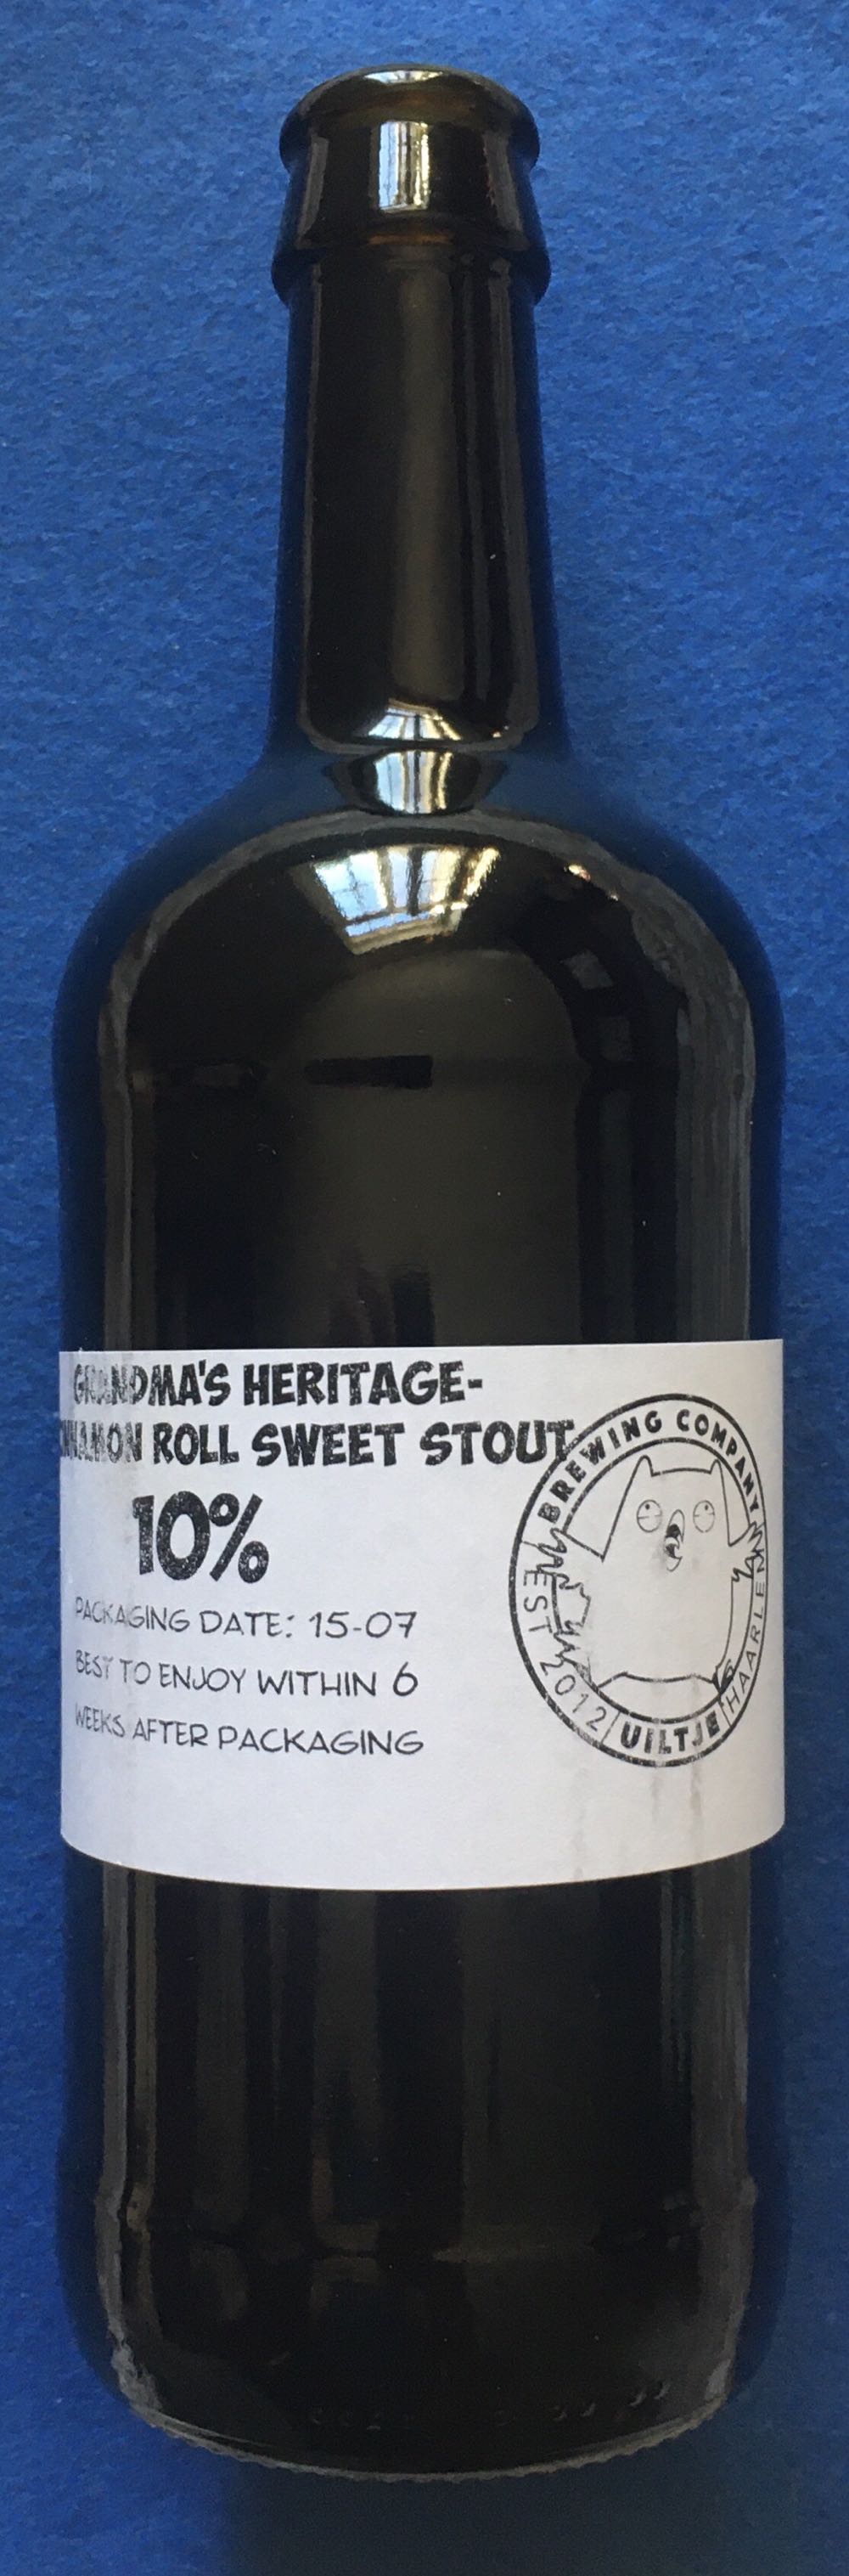 GRANDMA'S HERITAGE-
INNAMON ROLL SWEET STOUT
10%
PACKAGING DATE: 15-07
BEST TO ENJOY WITHIN 6
WEEKS AFTER PACKAGING
BREWING COMPANY
EST 2012
UILTJE
HAARLEM